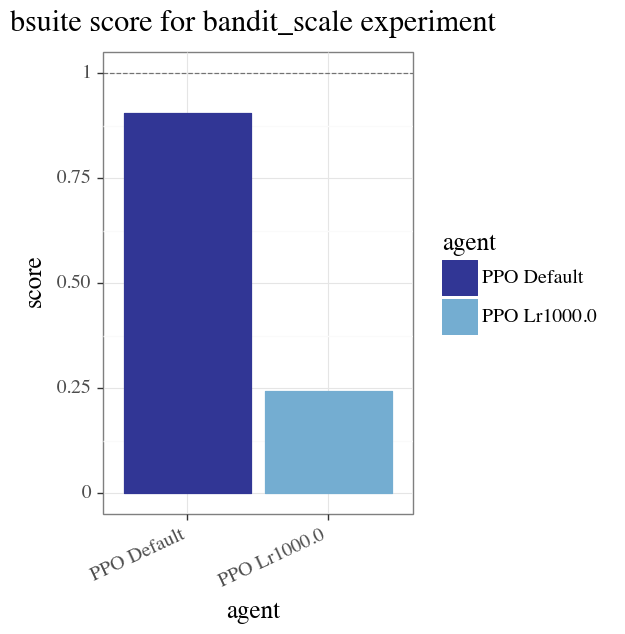 bsuite score for bandit_scale experiment
score
1
0.75
0.50
0.25
0
PPO Default
PPO Lr1000.0
agent
agent
PPO Default
PPO Lr1000.0